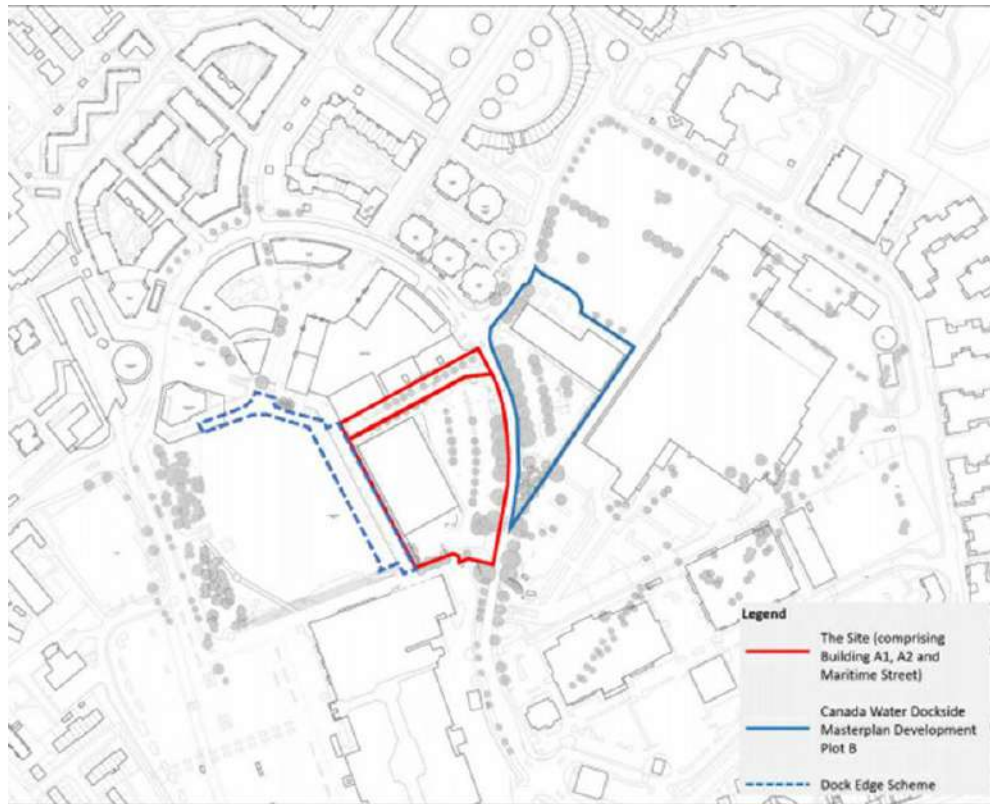 Legend
The Site (comprising
Building A1, A2 and
Maritime Street)
Canada Water Dockside
Masterplan Development
Plot B
Dock Edge Scheme